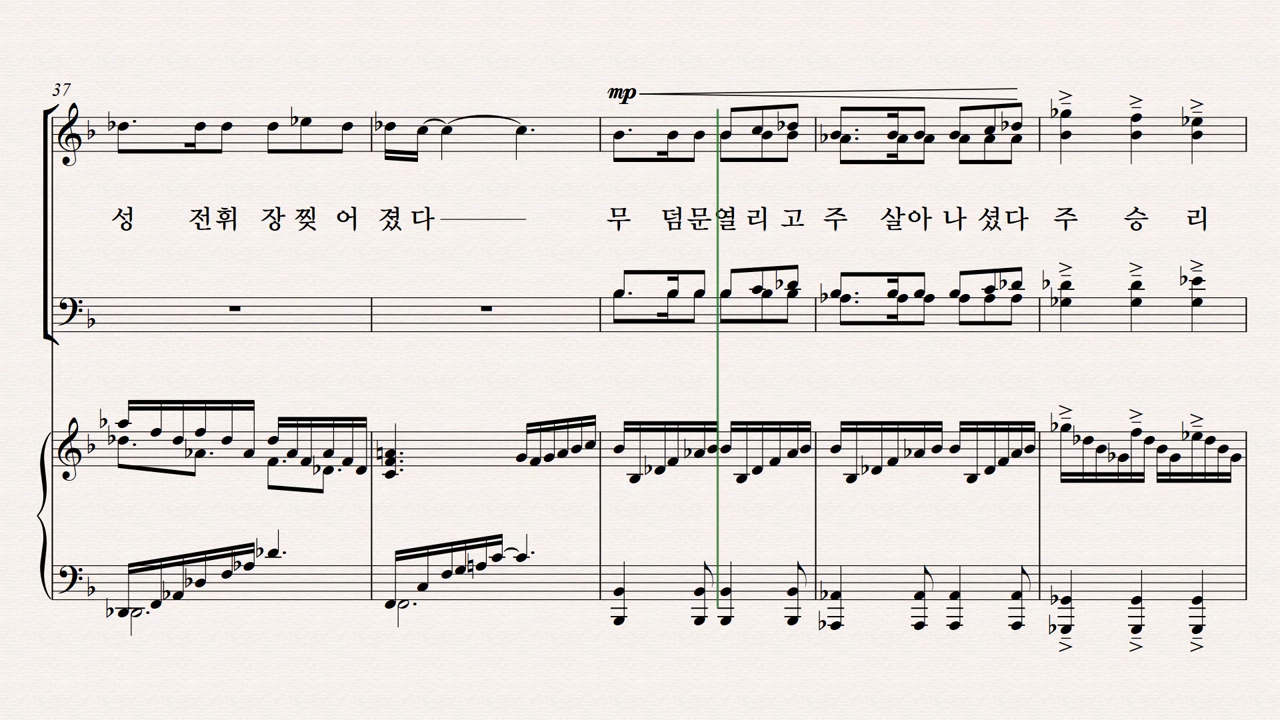 37
mp
성 전휘 장 찢 어 졌 다 무 덤문열 리 고 주 살아 나 셨다 주 승 리